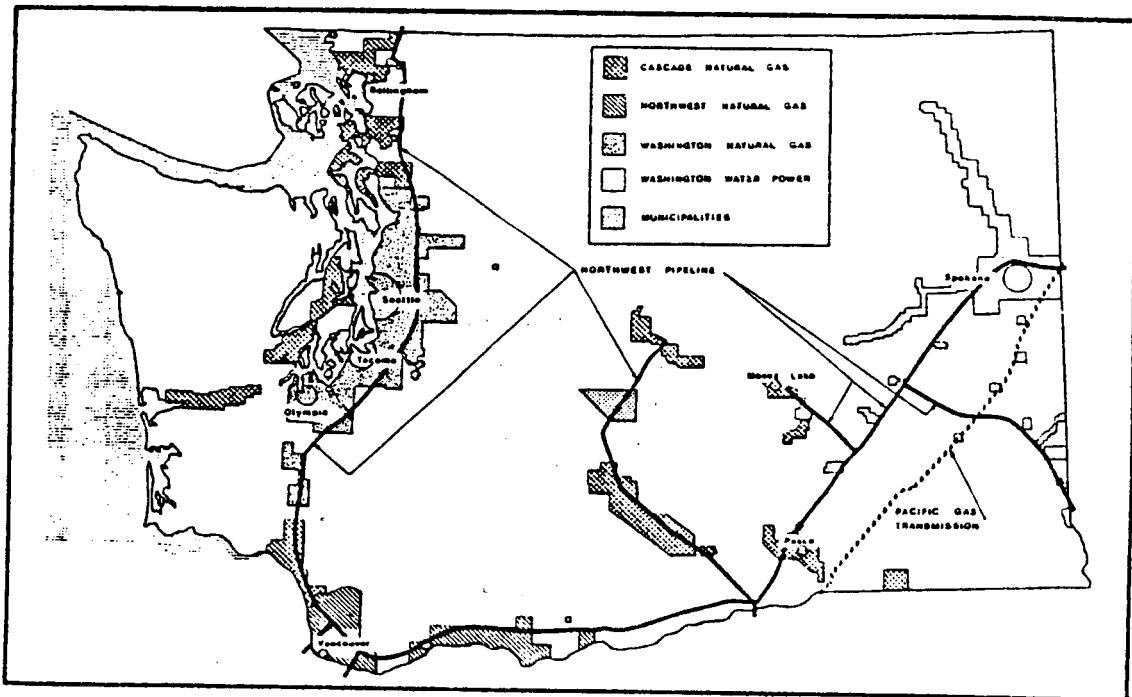 CASCADE NATURAL GAS
NORTHWEST NATURAL GAS
WASHINGTON NATURAL GAS
WASHINGTON WATER POWER
MUNICIPALITIES
Bellingham
NORTHWEST PIPELINE
Spokane
Seattle
Tacoma
Moses Lake
Olympia
PACIFIC GAS
TRANSMISSION
Pasco
Vancouver